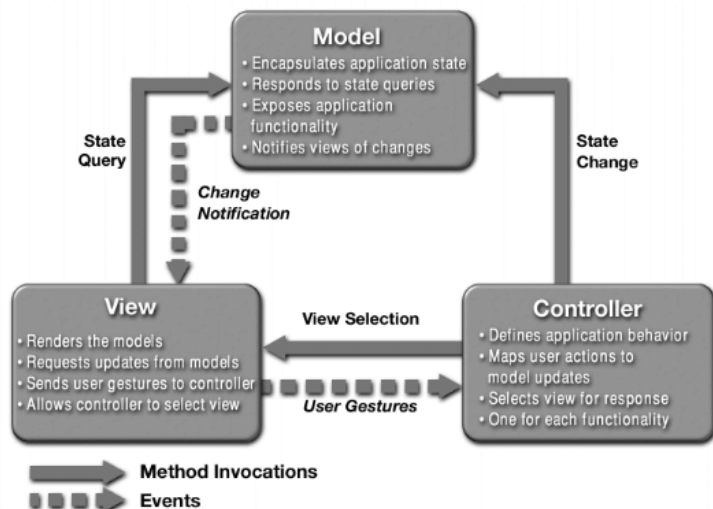 Model
• Encapsulates application state
• Responds to state queries
• Exposes application
functionality
• Notifies views of changes
State
Query
State
Change
Change
Notification
View
• Renders the models
• Requests updates from models
• Sends user gestures to controller
• Allows controller to select view
View Selection
User Gestures
Controller
• Defines application behavior
• Maps user actions to
model updates
• Selects view for response
• One for each functionality
Method Invocations
Events